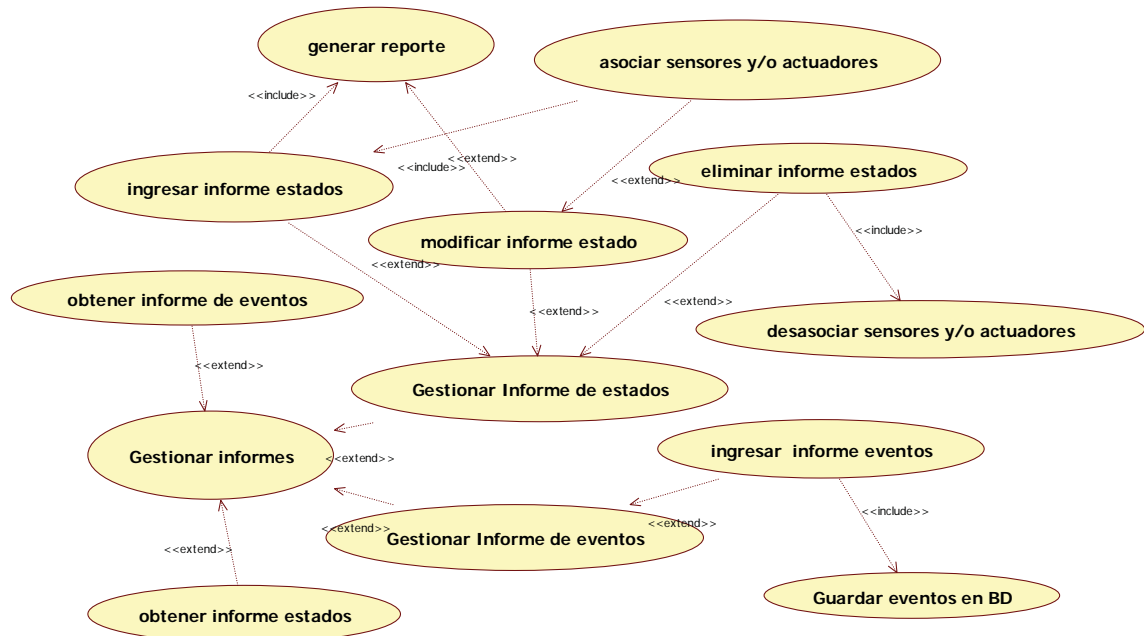 generar reporte
asociar sensores y/o actuadores
<<include>>
<<extend>>
<<include>>
eliminar informe estados
<<extend>>
ingresar informe estados
<<include>>
modificar informe estado
<<extend>>
obtener informe de eventos
<<extend>>
<<extend>>
desasociar sensores y/o actuadores
<<extend>>
Gestionar Informe de estados
Gestionar informes
<<extend>>
ingresar informe eventos
<<include>>
<<extend>>
<<extend>>
Gestionar Informe de eventos
<<extend>>
Guardar eventos en BD
obtener informe estados